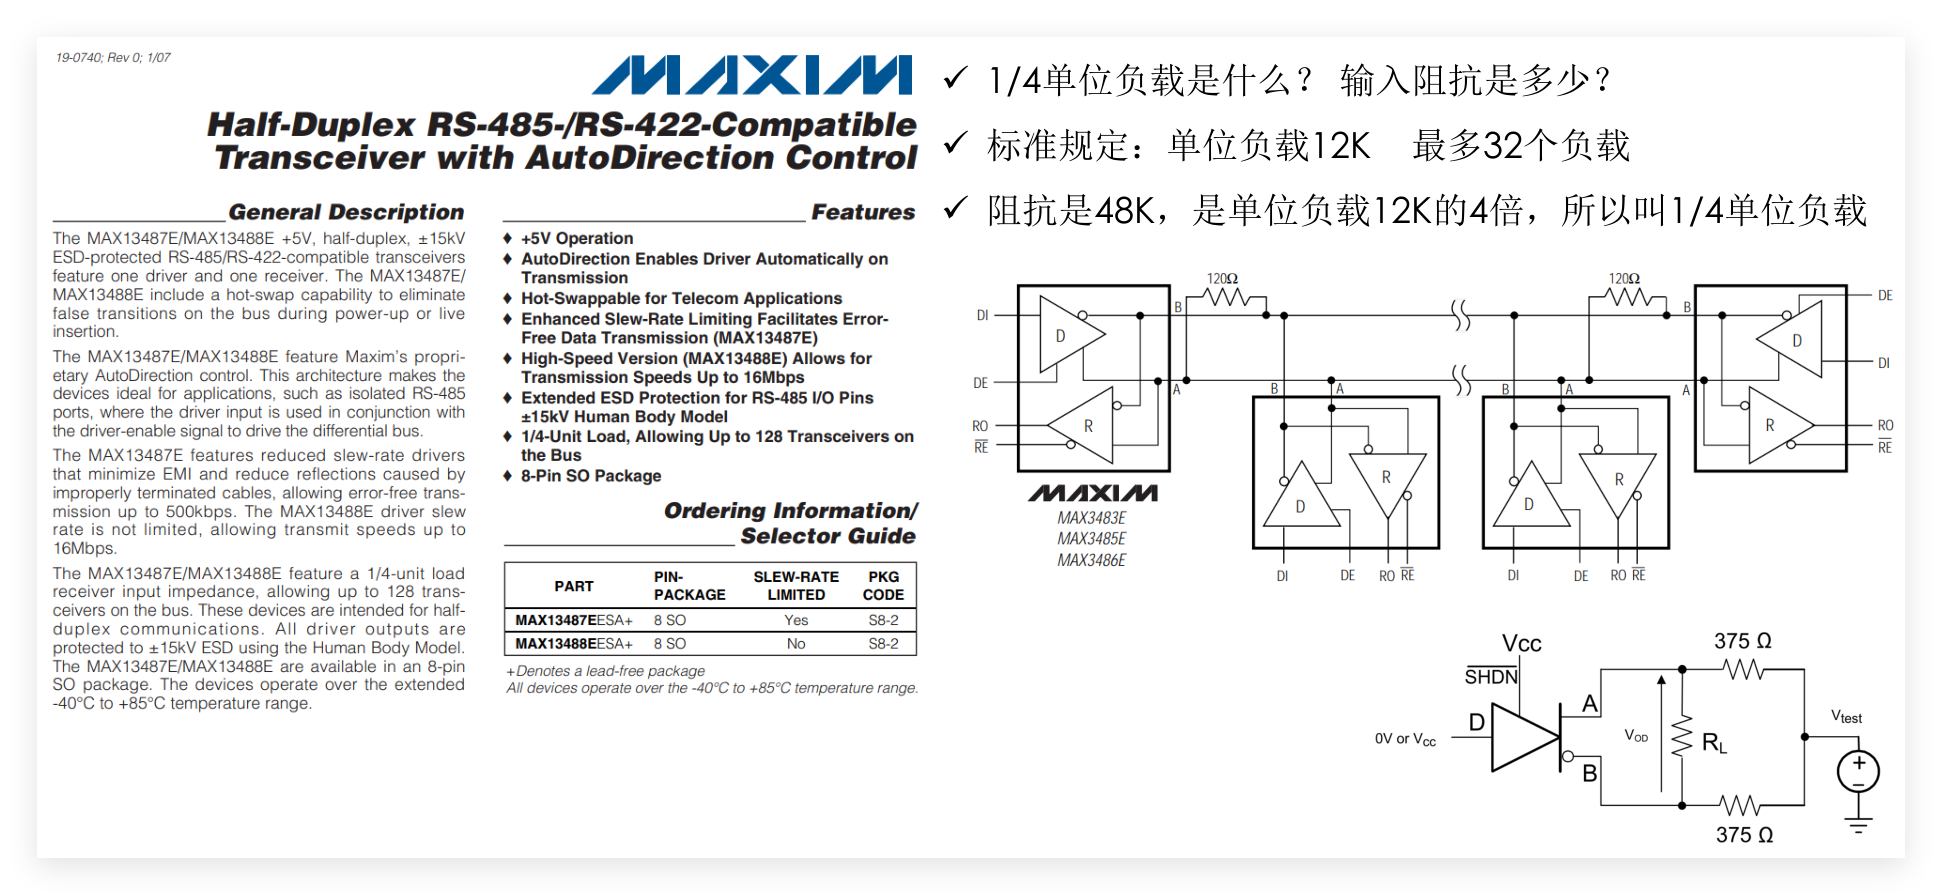 19-0740; Rev 0; 1/07
MAXIM
Half-Duplex RS-485-/RS-422-Compatible
Transceiver with AutoDirection Control
General Description
The MAX13487E/MAX13488E +5V, half-duplex, ±15kV
ESD-protected RS-485/RS-422-compatible transceivers
feature one driver and one receiver. The MAX13487E/
MAX13488E include a hot-swap capability to eliminate
false transitions on the bus during power-up or live
insertion.
The MAX13487E/MAX13488E feature Maxim's propri-
etary AutoDirection control. This architecture makes the
devices ideal for applications, such as isolated RS-485
ports, where the driver input is used in conjunction with
the driver-enable signal to drive the differential bus.
The MAX13487E features reduced slew-rate drivers
that minimize EMI and reduce reflections caused by
improperly terminated cables, allowing error-free trans-
mission up to 500kbps. The MAX13488E driver slew
rate is not limited, allowing transmit speeds up to
16Mbps.
The MAX13487E/MAX13488E feature a 1/4-unit load
receiver input impedance, allowing up to 128 trans-
ceivers on the bus. These devices are intended for half-
duplex communications. All driver outputs are
protected to ±15kV ESD using the Human Body Model.
The MAX13487E/MAX13488E are available in an 8-pin
SO package. The devices operate over the extended
-40°C to +85°C temperature range.
Features
♦ +5V Operation
♦ AutoDirection Enables Driver Automatically on
Transmission
♦ Hot-Swappable for Telecom Applications
♦ Enhanced Slew-Rate Limiting Facilitates Error-
Free Data Transmission (MAX13487E)
♦ High-Speed Version (MAX13488E) Allows for
Transmission Speeds Up to 16Mbps
♦ Extended ESD Protection for RS-485 I/O Pins
±15kV Human Body Model
♦ 1/4-Unit Load, Allowing Up to 128 Transceivers on
the Bus
♦ 8-Pin SO Package
Ordering Information/
Selector Guide
PART PIN-PACKAGE SLEW-RATE LIMITED PKG CODE
MAX13487EESA+ 8 SO Yes S8-2
MAX13488EESA+ 8 SO No S8-2
+Denotes a lead-free package
All devices operate over the -40°C to +85°C temperature range.
✓ 1/4单位负载是什么？ 输入阻抗是多少？
✓ 标准规定：单位负载12K 最多32个负载
✓ 阻抗是48K，是单位负载12K的4倍，所以叫1/4单位负载
120Ω 120Ω
DI B B DE
D D
DI
DE A B A B A A
R R
RO RO
RE RE
MAXIM
MAX3483E
MAX3485E
MAX3486E
D R D R
DI DE RO RE DI DE RO RE
Vcc
SHDN
375 Ω
A
D
0V or Vcc
VOD
RL
Vtest
B
375 Ω